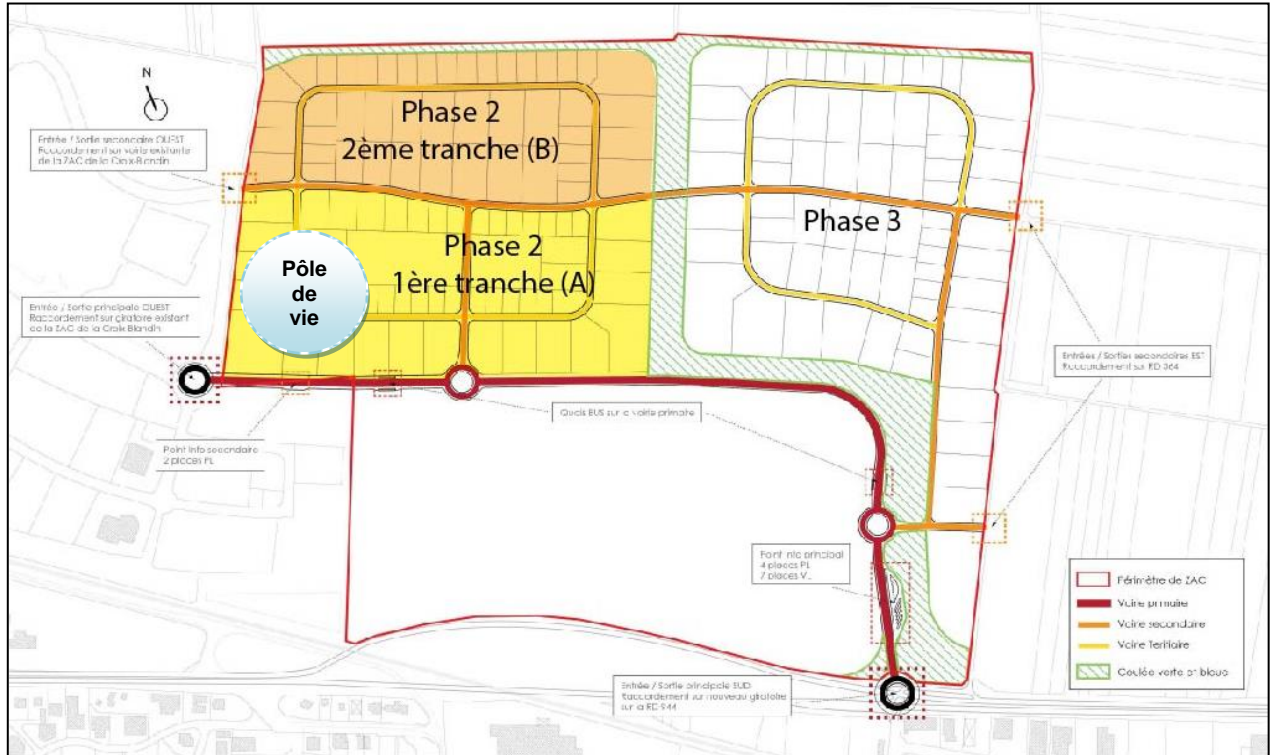 N
Phase 2
2ème tranche (B)
Entrée / Sortie secondaire OUEST
Raccordement sur voirie existante
de la ZAC de la Croix-Blandin
Phase 3
Phase 2
1ère tranche (A)
Pôle
de
vie
Entrée / Sortie principale OUEST
Raccordement sur giratoire existant
de la ZAC de la Croix Blandin
Entrées / Sorties secondaires EST
Raccordement sur RD 364
Quais BUS sur la voirie primaire
Point Info secondaire
2 places PL
Point Info principal
4 places PL
7 places VL
Périmètre de ZAC
Voirie primaire
Voirie secondaire
Voirie Tertiaire
Coulée verte et bleue
Entrée / Sortie principale SUD
Raccordement sur nouveau giratoire
sur la RD 944